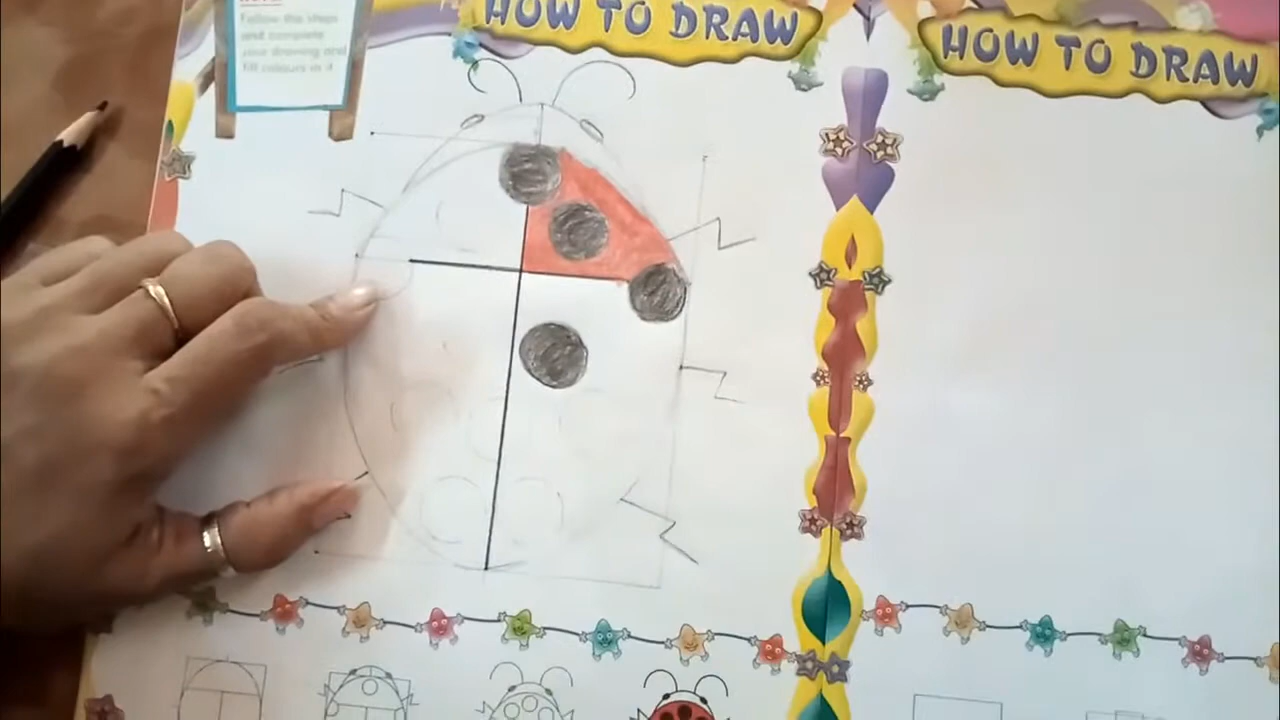 Follow the steps
and complete
your drawing and
fill colours in it
HOW TO DRAW
HOW TO DRAW